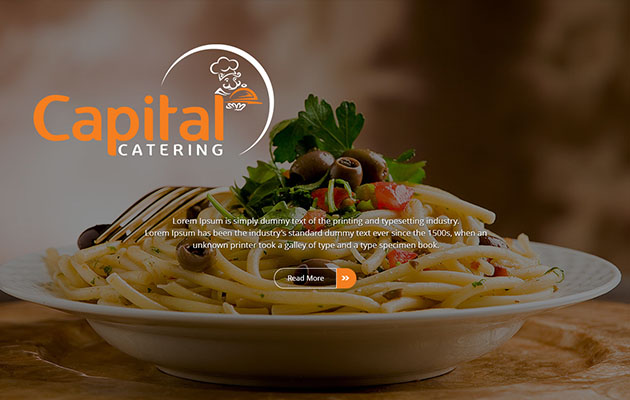 Capital
CATERING
Lorem Ipsum is simply dummy text of the printing and typesetting industry.
Lorem Ipsum has been the industry's standard dummy text ever since the 1500s, when an
unknown printer took a galley of type and a type specimen book.
Read More